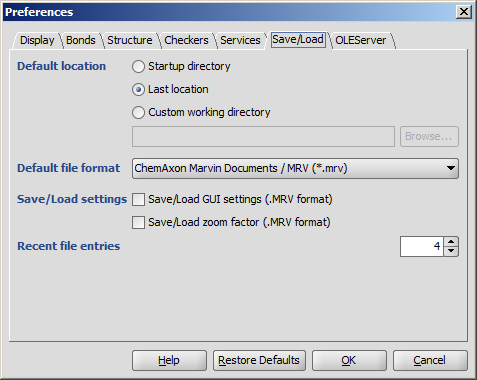 Preferences
Display Bonds Structure Checkers Services Save/Load OLEServer
Default location Startup directory
Last location
Custom working directory
Browse...
Default file format ChemAxon Marvin Documents / MRV (*.mrv)
Save/Load settings Save/Load GUI settings (.MRV format)
Save/Load zoom factor (.MRV format)
Recent file entries 4
Help Restore Defaults OK Cancel